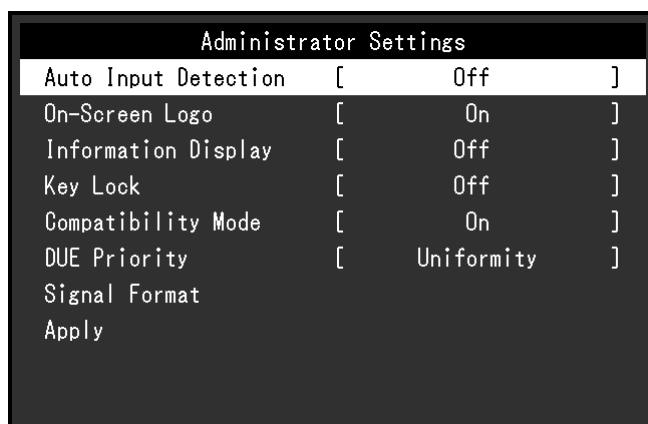 Administrator Settings
Auto Input Detection [ Off ]
On-Screen Logo [ On ]
Information Display [ Off ]
Key Lock [ Off ]
Compatibility Mode [ On ]
DUE Priority [ Uniformity ]
Signal Format
Apply